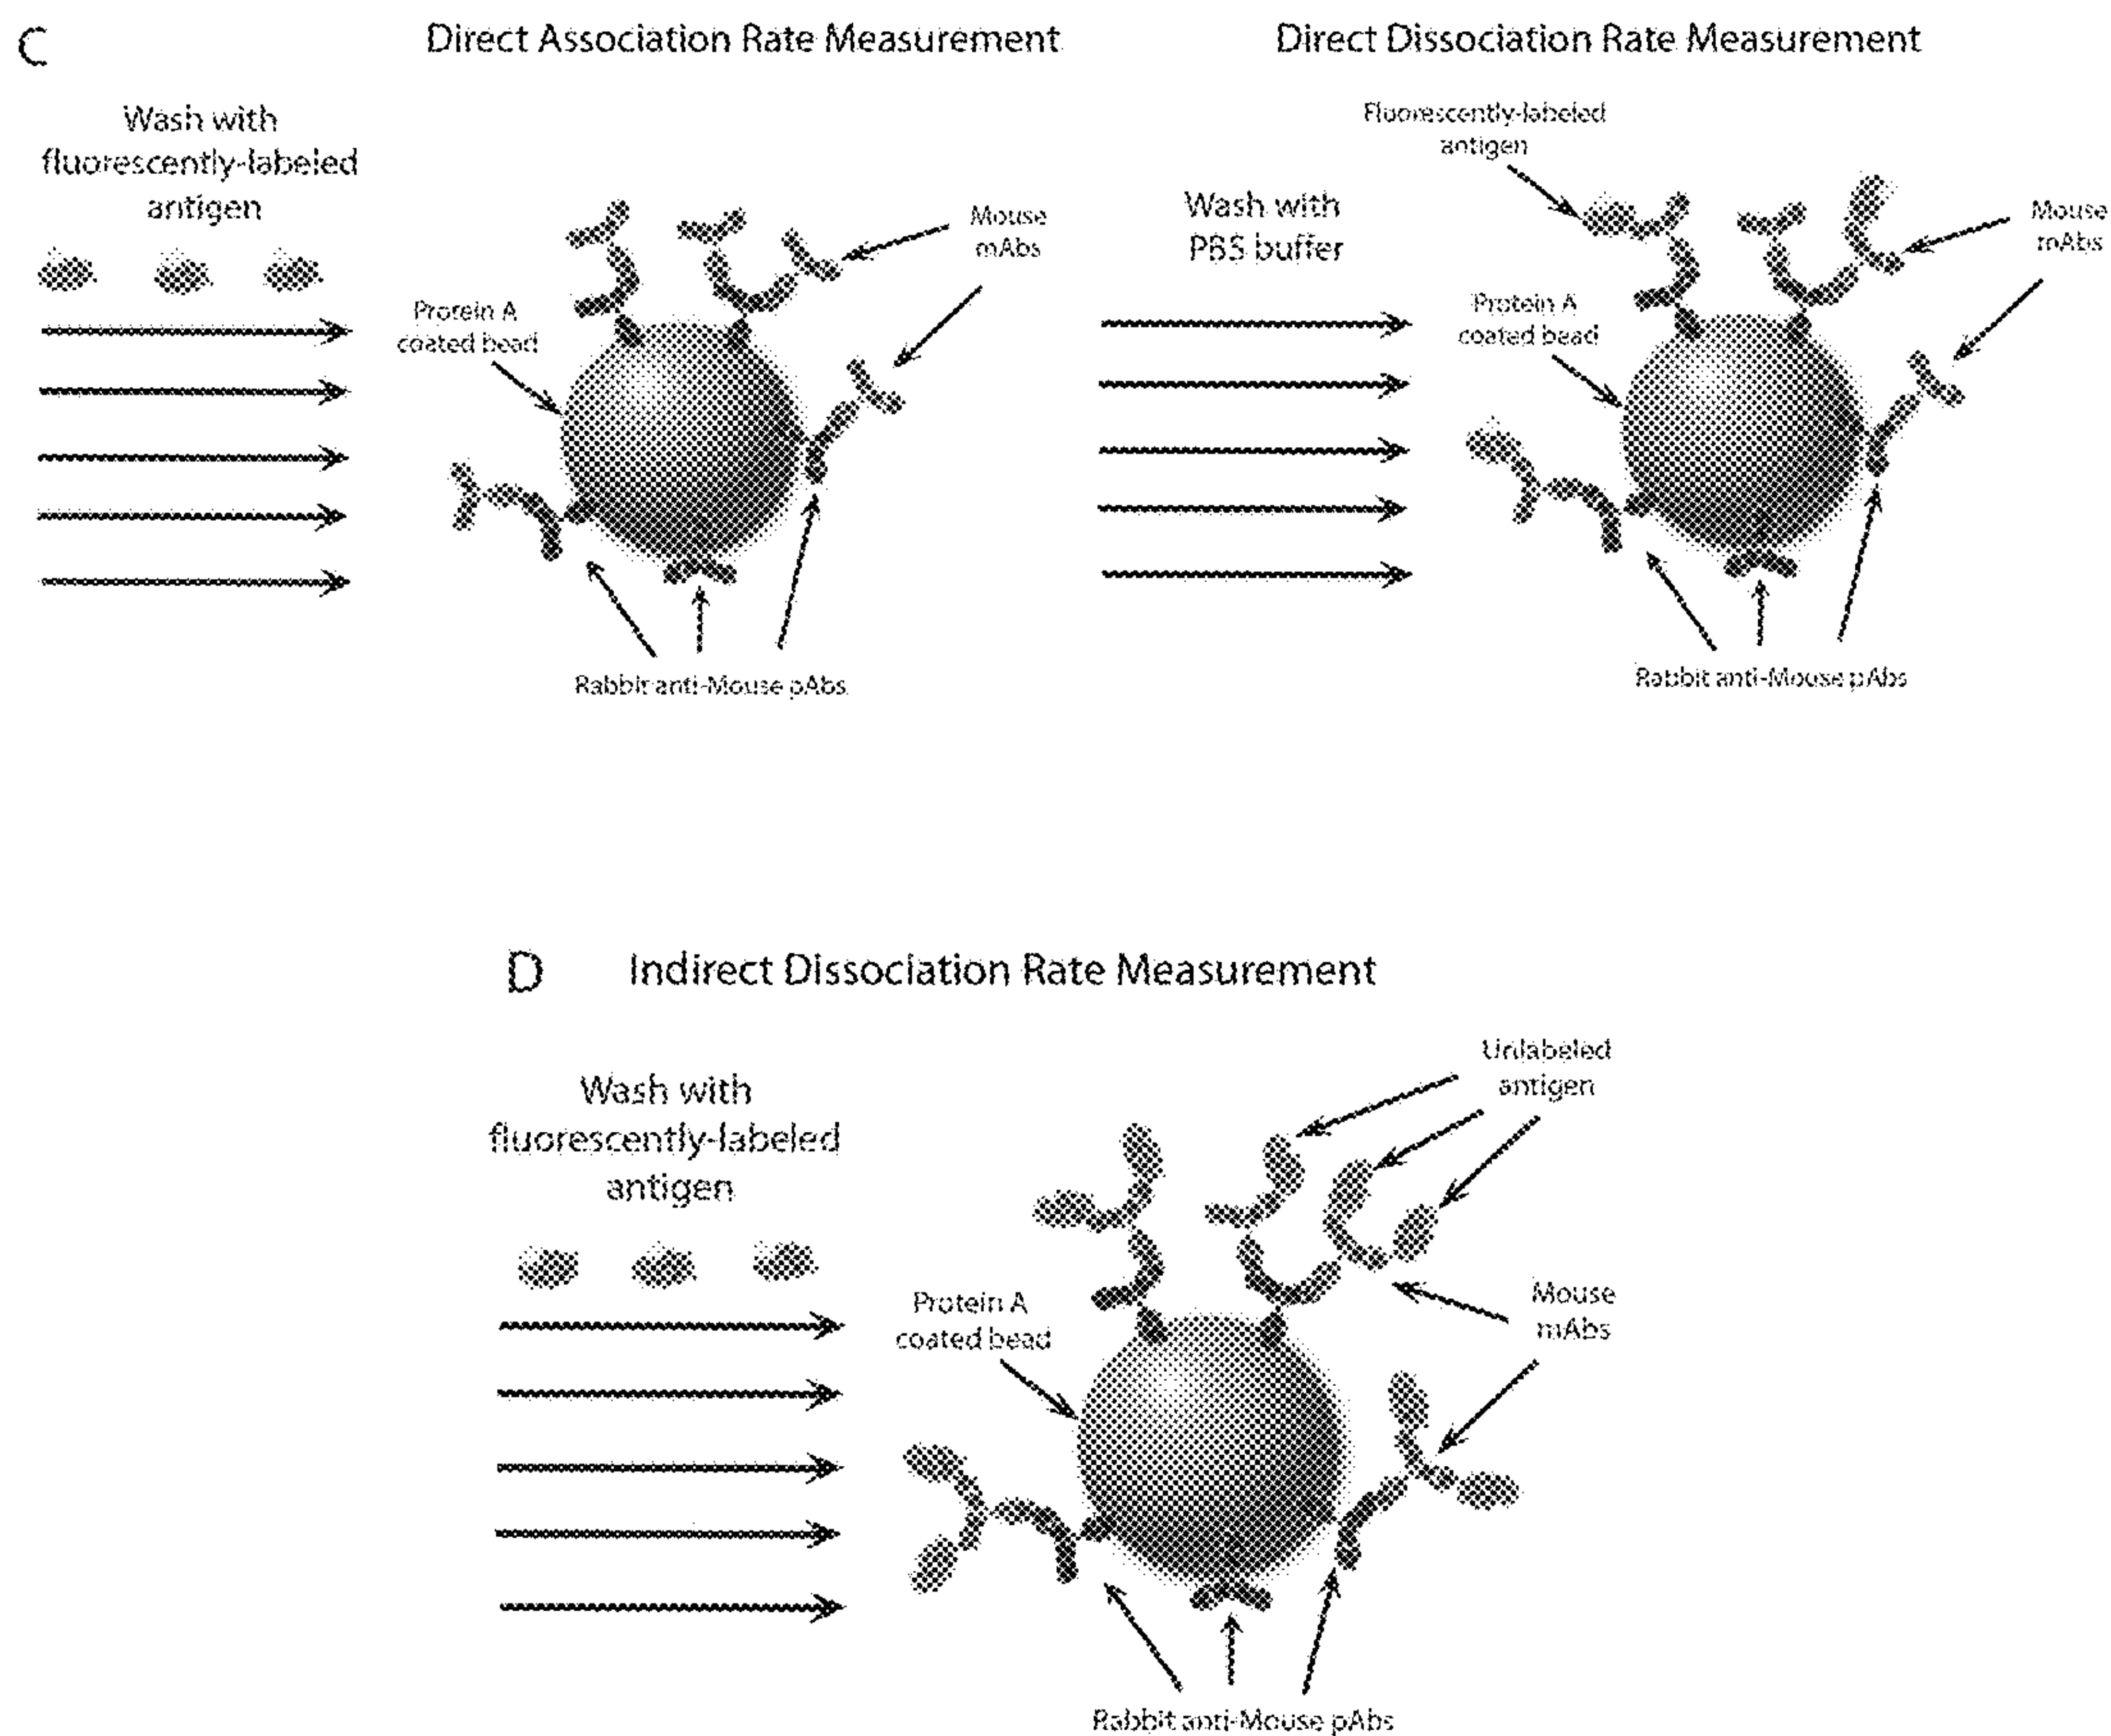 C
Direct Association Rate Measurement
Direct Dissociation Rate Measurement
Wash with
fluorescently-labeled
antigen
Protein A
coated bead
Mouse
mAbs
Rabbit anti-Mouse pAbs
Fluorescently-labeled
antigen
Wash with
PBS buffer
Protein A
coated bead
Mouse
mAbs
Rabbit anti-Mouse pAbs
D
Indirect Dissociation Rate Measurement
Wash with
fluorescently-labeled
antigen
Unlabeled
antigen
Protein A
coated bead
Mouse
mAbs
Rabbit anti-Mouse pAbs